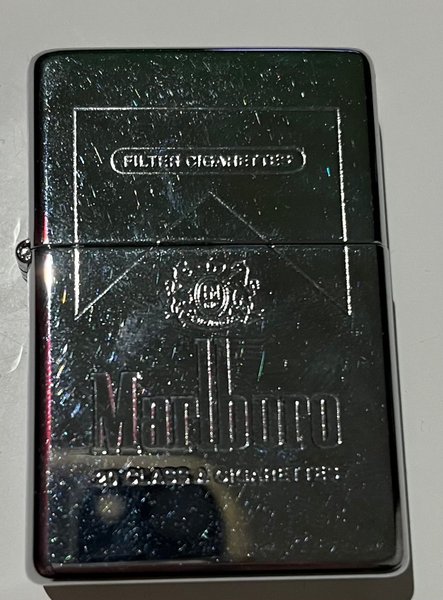 FILTER CIGARETTES
Marlboro
20 CLASS A CIGARETTES